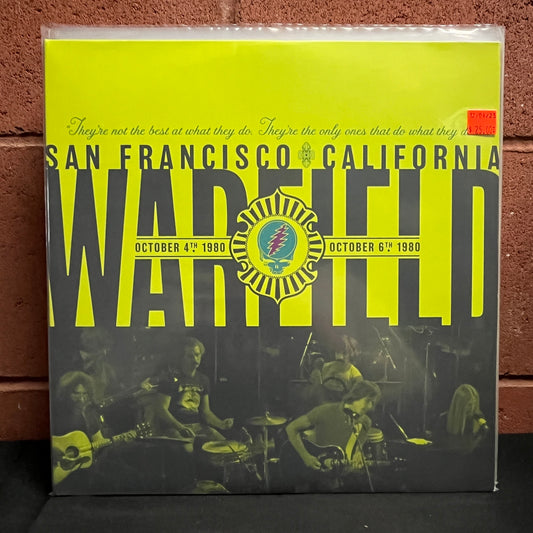 "They're not the best at what they do. They're the only ones that do what they
SAN FRANCISCO CALIFORNIA
WARFIELD
OCTOBER 4TH 1980 OCTOBER 6TH 1980